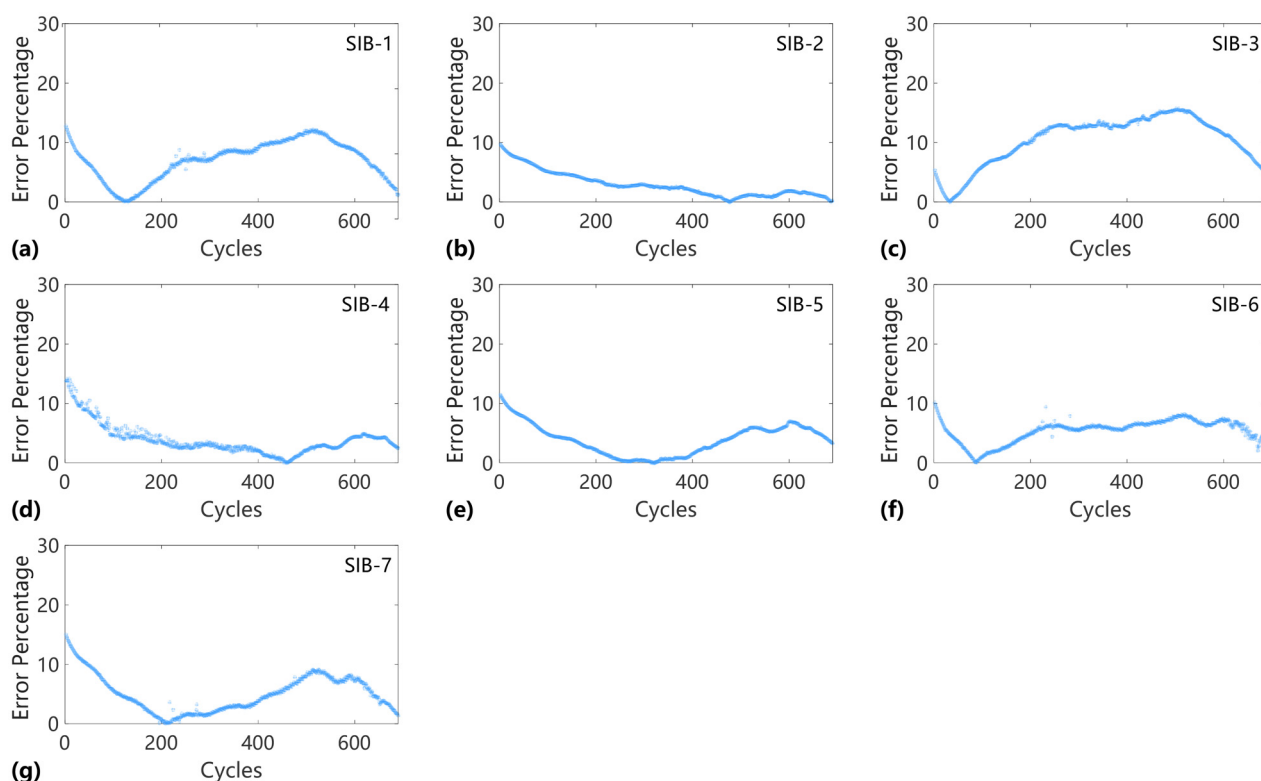 SIB-1
Error Percentage
30
20
10
0
0 200 400 600
(a) Cycles
SIB-2
Error Percentage
30
20
10
0
0 200 400 600
(b) Cycles
SIB-3
Error Percentage
30
20
10
0
0 200 400 600
(c) Cycles
SIB-4
Error Percentage
30
20
10
0
0 200 400 600
(d) Cycles
SIB-5
Error Percentage
30
20
10
0
0 200 400 600
(e) Cycles
SIB-6
Error Percentage
30
20
10
0
0 200 400 600
(f) Cycles
SIB-7
Error Percentage
30
20
10
0
0 200 400 600
(g) Cycles